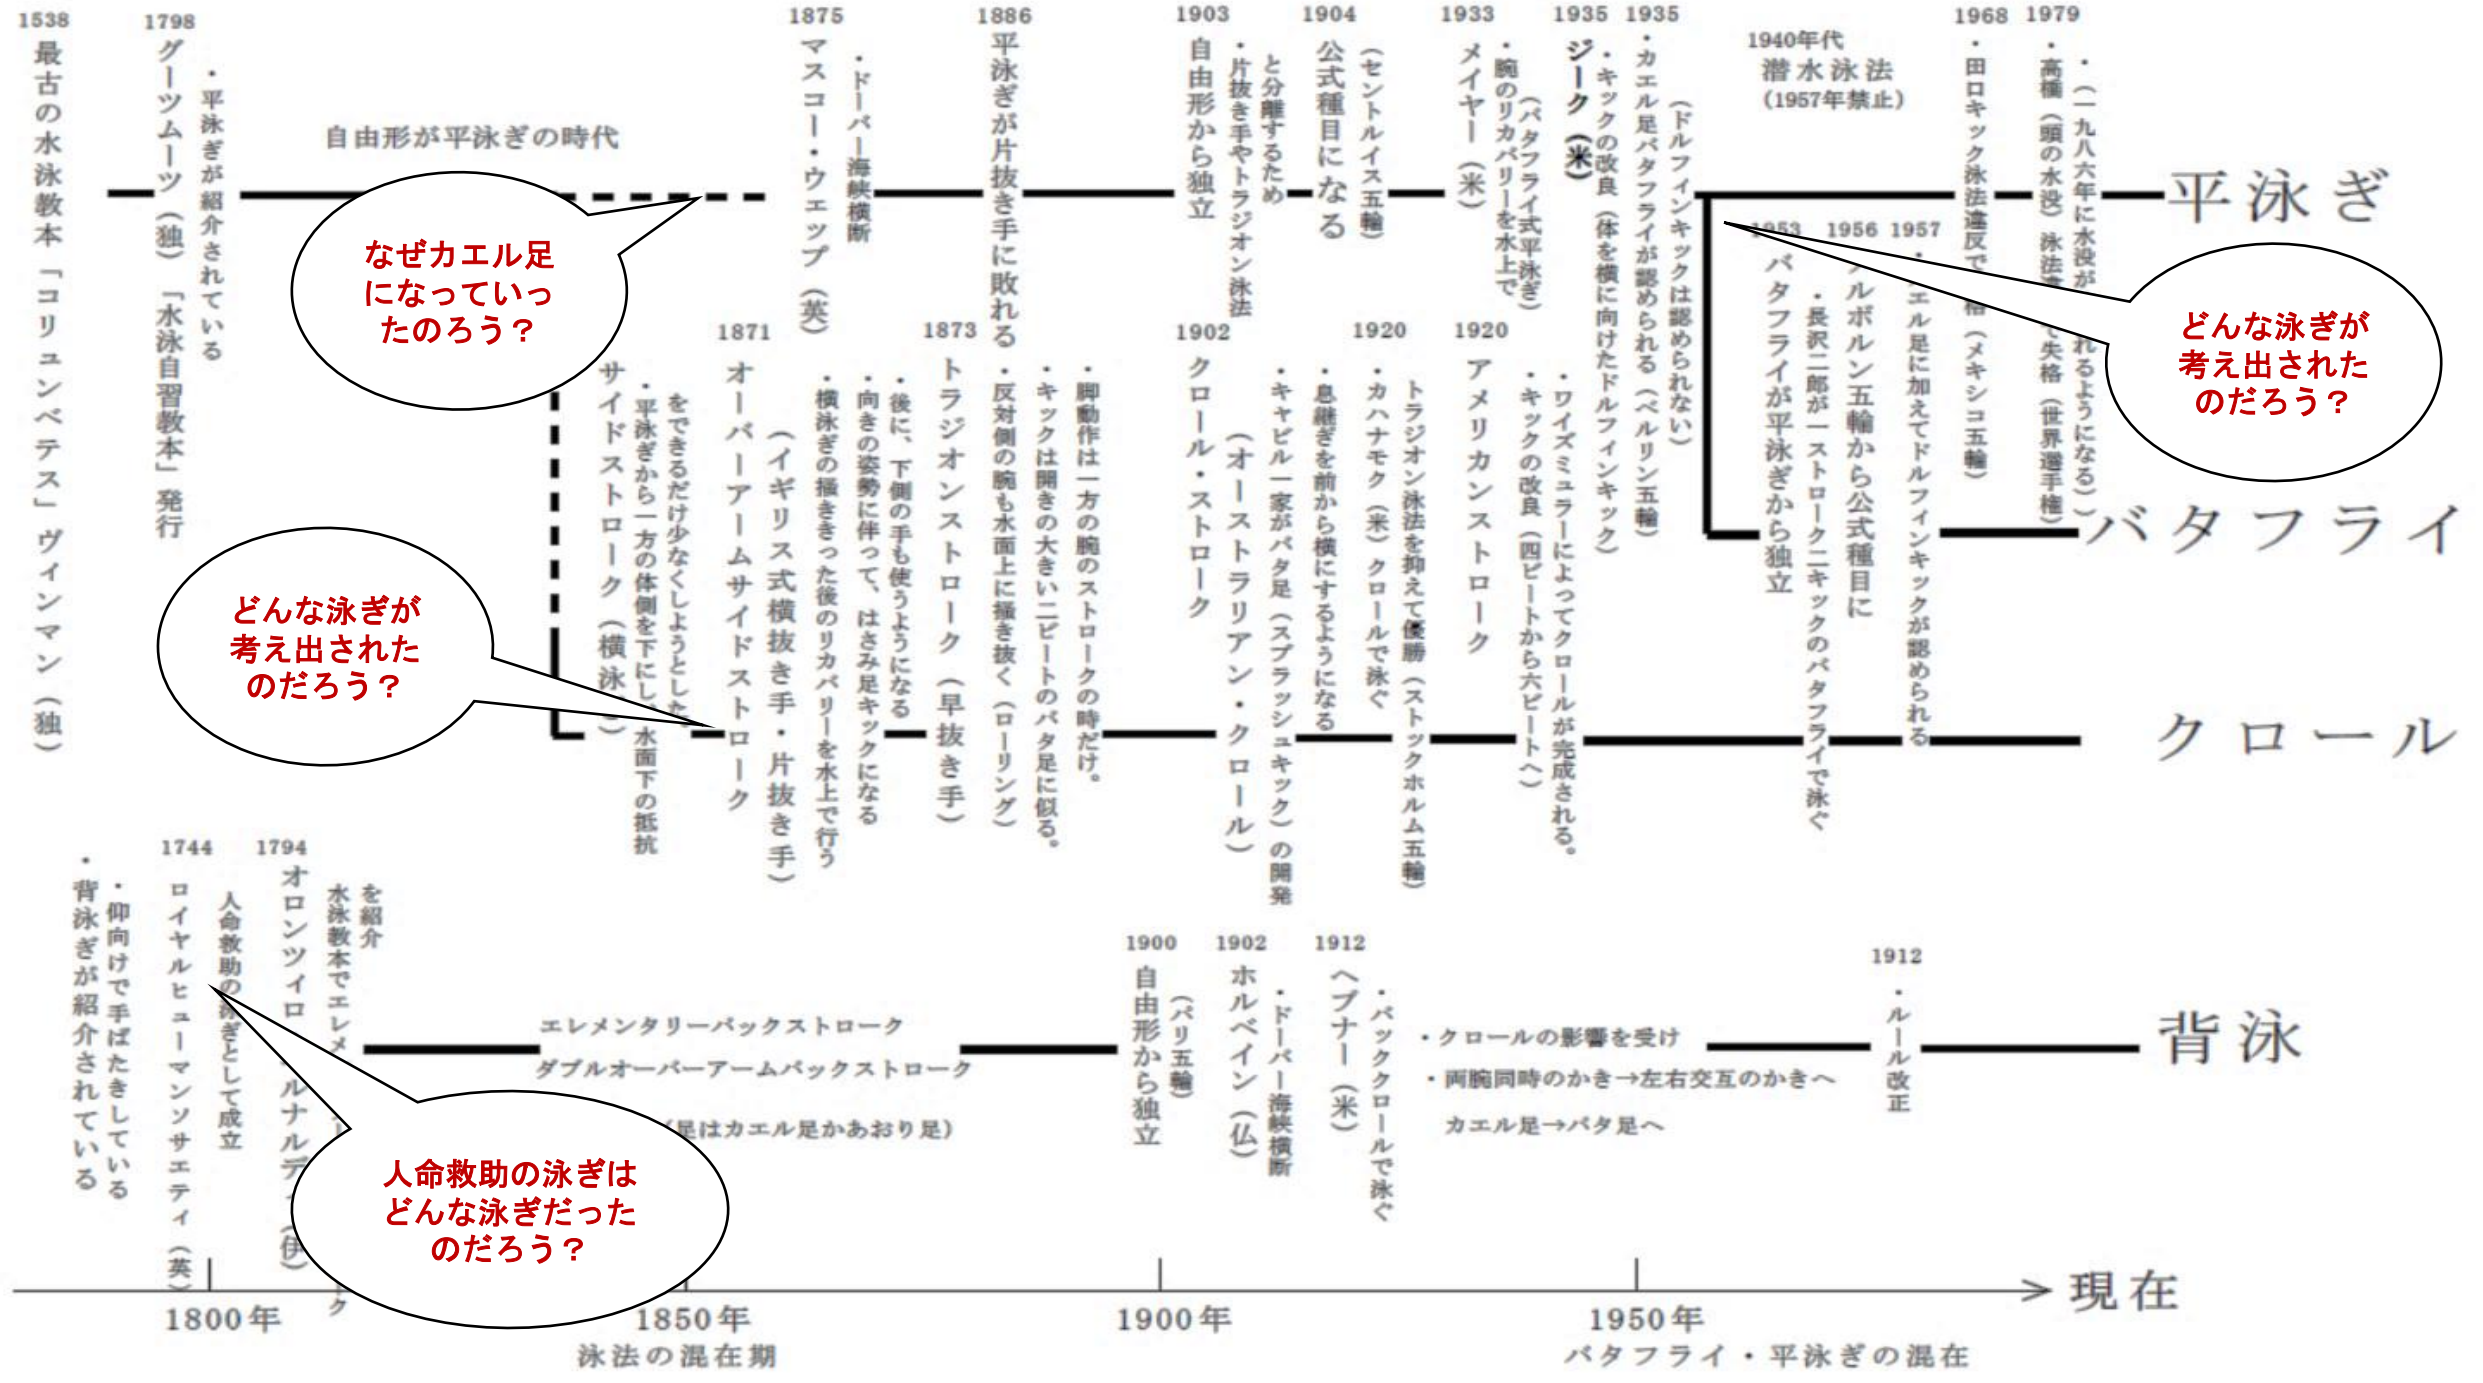 1538
最古の水泳教本「コリュンベテス」ヴィンマン（独）
1798
グーツムーツ（独）「水泳自習教本」発行
・平泳ぎが紹介されている
自由形が平泳ぎの時代
なぜカエル足
になっていっ
たのろう？
1875
マスコー・ウェップ（英）
・ドーバー海峡横断
1886
平泳ぎが片抜き手に敗れる
1903
自由形から独立
・片抜き手やトラジオン泳法
と分離するため
1904
公式種目になる
（セントルイス五輪）
1933
メイヤー（米）
・腕のリカバリーを水上で
（バタフライ式平泳ぎ）
1935
ジーク（米）
・キックの改良（体を横に向けたドルフィンキック）
1935
・カエル足バタフライが認められる（ベルリン五輪）
（ドルフィンキックは認められない）
1940年代
潜水泳法
（1957年禁止）
1968
・田口キック泳法違反で
格（メキシコ五輪）
1979
・高橋（頭の水没）泳法
で失格（世界選手権）
・（一九八六年に水没が
れるようになる）
平泳ぎ
1953
バタフライが平泳ぎから独立
・長沢二郎が一ストローク二キックのバタフライで泳ぐ
1956
ルボルン五輪から公式種目に
1957
エル足に加えてドルフィンキックが認められる
どんな泳ぎが
考え出された
のだろう？
バタフライ
サイドストローク（横泳
・平泳ぎから一方の体側を下にし
水面下の抵抗
をできるだけ少なくしようとした
1871
オーバーアームサイドストローク
（イギリス式横抜き手・片抜き手）
・横泳ぎの掻ききった後のリカバリーを水上で行う
・向きの姿勢に伴って、はさみ足キックになる
・後に、下側の手も使うようになる
1873
トラジオンストローク（早抜き手）
・反対側の腕も水面上に掻き抜く（ローリング）
・キックは開きの大きい二ビートのバタ足に似る。
・脚動作は一方の腕のストロークの時だけ。
1902
クロール・ストローク
（オーストラリアン・クロール）
・キャビル一家がバタ足（スプラッシュキック）の開発
・息継ぎを前から横にするようになる
1920
・カハナモク（米）クロールで泳ぐ
トラジオン泳法を抑えて優勝（ストックホルム五輪）
1920
アメリカンストローク
・キックの改良（四ビートから六ビートへ）
・ワイズミュラーによってクロールが完成される。
どんな泳ぎが
考え出された
のだろう？
クロール
・背泳ぎが紹介されている
・仰向けで手ばたきしている
1744
ロイヤルヒューマンソサエティ（英）
人命救助の泳ぎとして成立
1794
オロンツィロ
ルナルデ
（伊）
水泳教本でエレメ
ク
を紹介
エレメンタリーバックストローク
ダブルオーバーアームバックストローク
（足はカエル足かあおり足）
人命救助の泳ぎは
どんな泳ぎだった
のだろう？
1900
自由形から独立
（パリ五輪）
1902
ホルベイン（仏）
・ドーバー海峡横断
1912
ヘブナー（米）
・バッククロールで泳ぐ
・クロールの影響を受け
・両腕同時のかき→左右交互のかきへ
カエル足→バタ足へ
1912
・ルール改正
背泳
1800年
1850年
1900年
1950年
現在
泳法の混在期
バタフライ・平泳ぎの混在